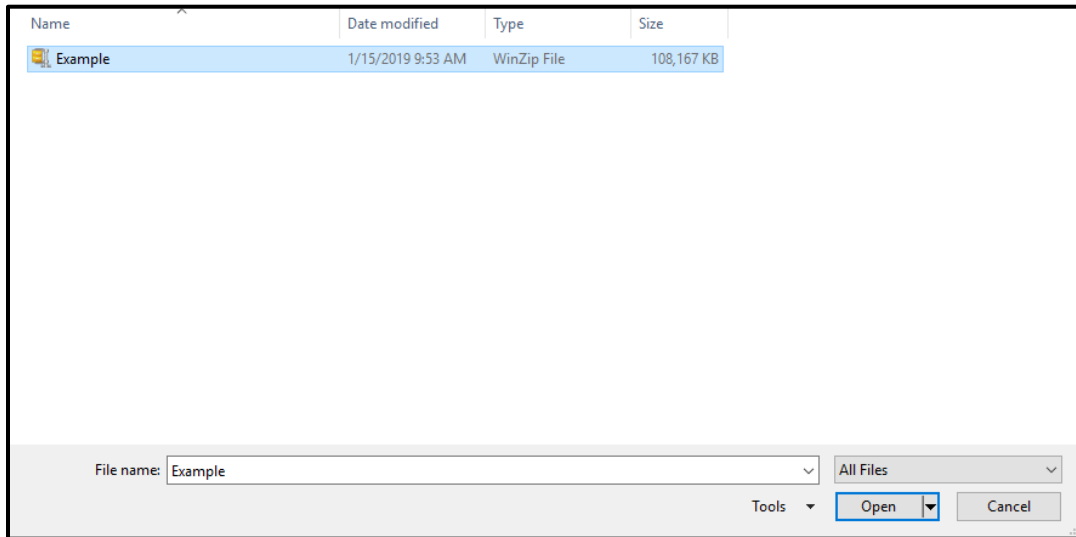 Name Date modified Type Size
Example 1/15/2019 9:53 AM WinZip File 108,167 KB
File name: Example All Files
Tools Open Cancel